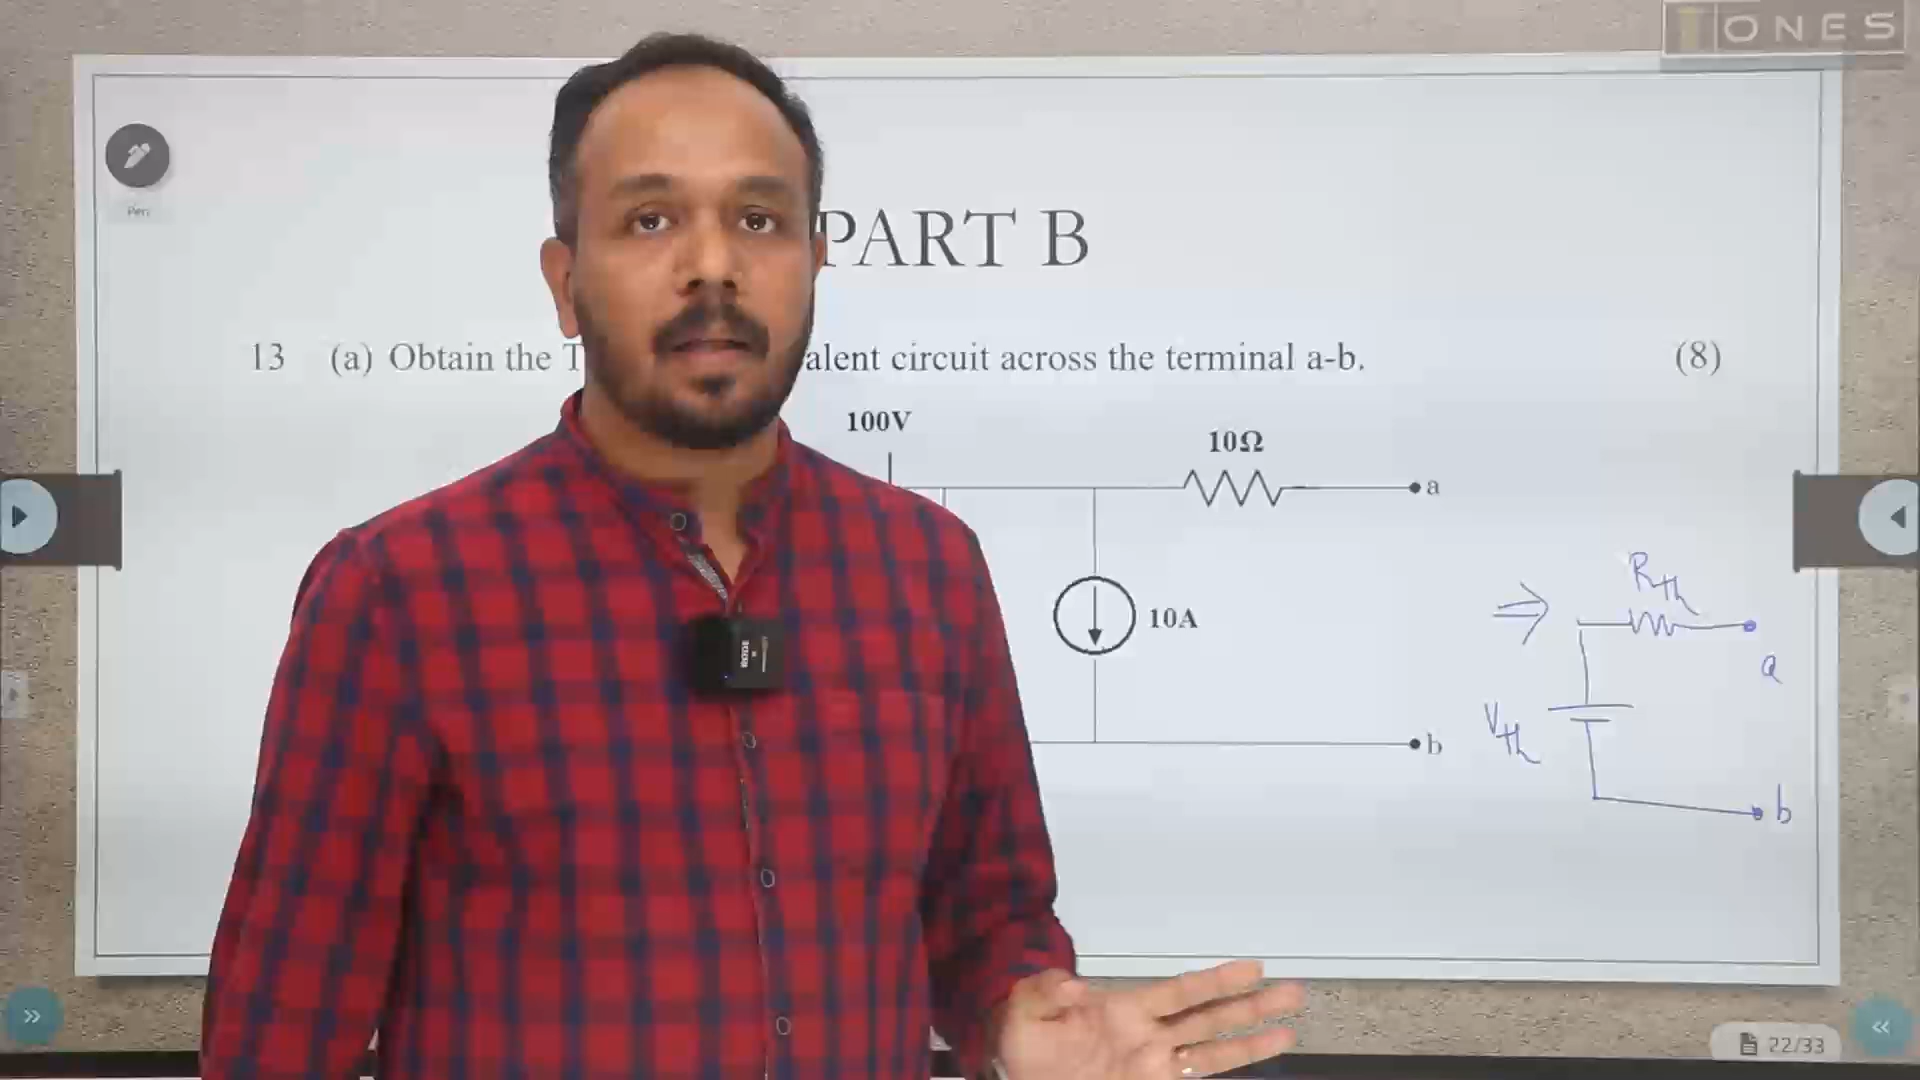 ONES
Pen
PART B
13 (a) Obtain the T alent circuit across the terminal a-b. (8)
100V
10Ω
a
10A
b
Rth
a
Vth
b
RODE
22/33